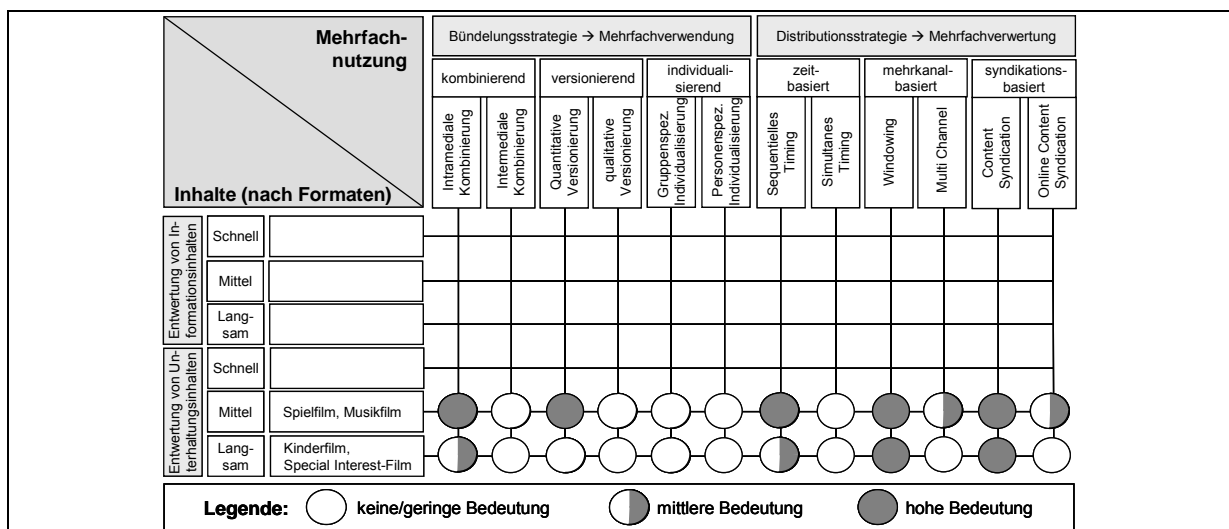 Mehrfach-
nutzung
Inhalte (nach Formaten)
Bündelungsstrategie → Mehrfachverwendung
Distributionsstrategie → Mehrfachverwertung
kombinierend
versionierend
individuali-
sierend
zeit-
basiert
mehrkanal-
basiert
syndikations-
basiert
Intramediale
Kombinierung
Intermediale
Kombinierung
Quantitative
Versionierung
qualitative
Versionierung
Gruppenspez.
Individualisierung
Personenspez.
Individualisierung
Sequentielles
Timing
Simultanes
Timing
Windowing
Multi Channel
Content
Syndication
Online Content
Syndication
Entwertung von In-
formationsinhalten
Schnell
Mittel
Lang-
sam
Entwertung von Un-
terhaltungsinhalten
Schnell
Mittel
Spielfilm, Musikfilm
Lang-
sam
Kinderfilm,
Special Interest-Film
Legende: keine/geringe Bedeutung mittlere Bedeutung hohe Bedeutung